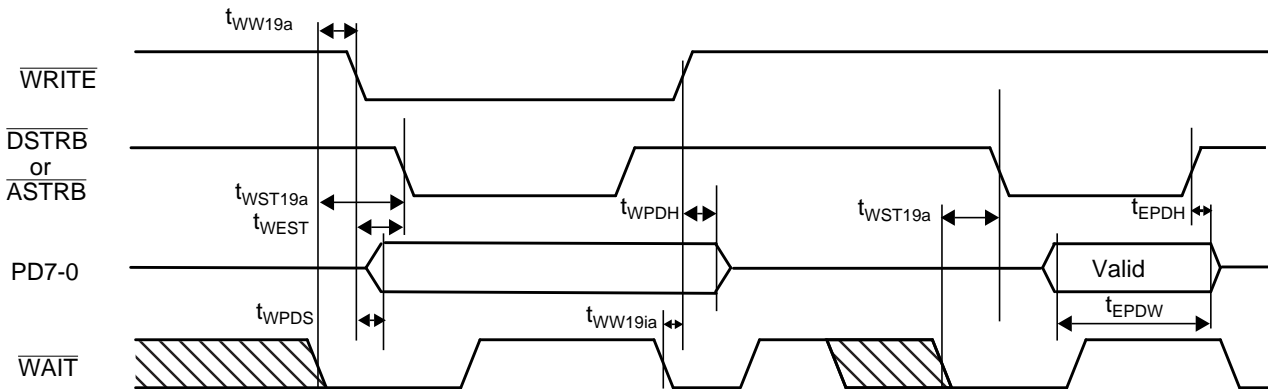 tWW19a
WRITE
DSTRB
or
ASTRB
tWST19a
tWEST
tWPDH
tWST19a
tEPDH
PD7-0
Valid
tWPDS
tWW19ia
tEPDW
WAIT